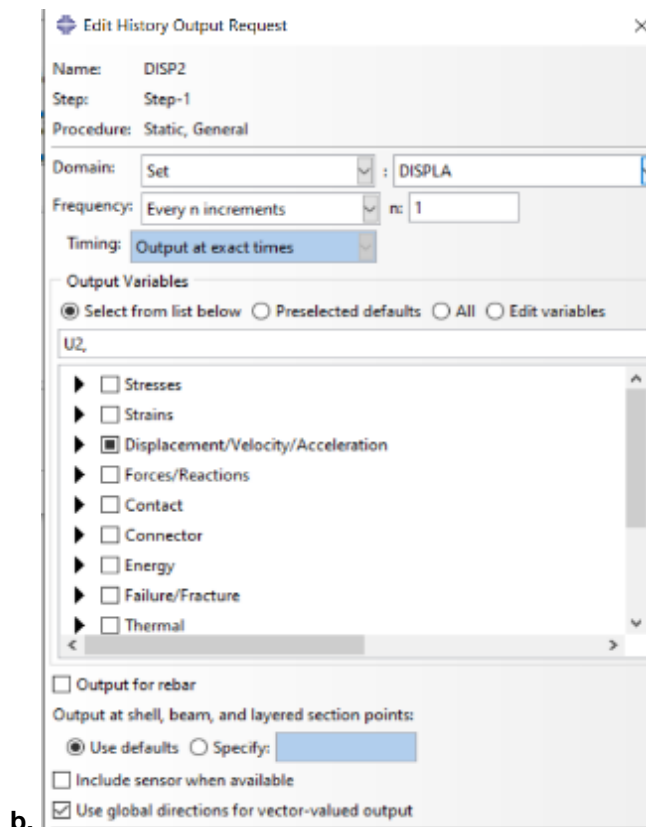 Edit History Output Request
Name: DISP2
Step: Step-1
Procedure: Static, General
Domain: Set : DISPLA
Frequency: Every n increments n: 1
Timing: Output at exact times
Output Variables
Select from list below Preselected defaults All Edit variables
U2,
Stresses
Strains
Displacement/Velocity/Acceleration
Forces/Reactions
Contact
Connector
Energy
Failure/Fracture
Thermal
Output for rebar
Output at shell, beam, and layered section points:
Use defaults Specify:
Include sensor when available
b. Use global directions for vector-valued output